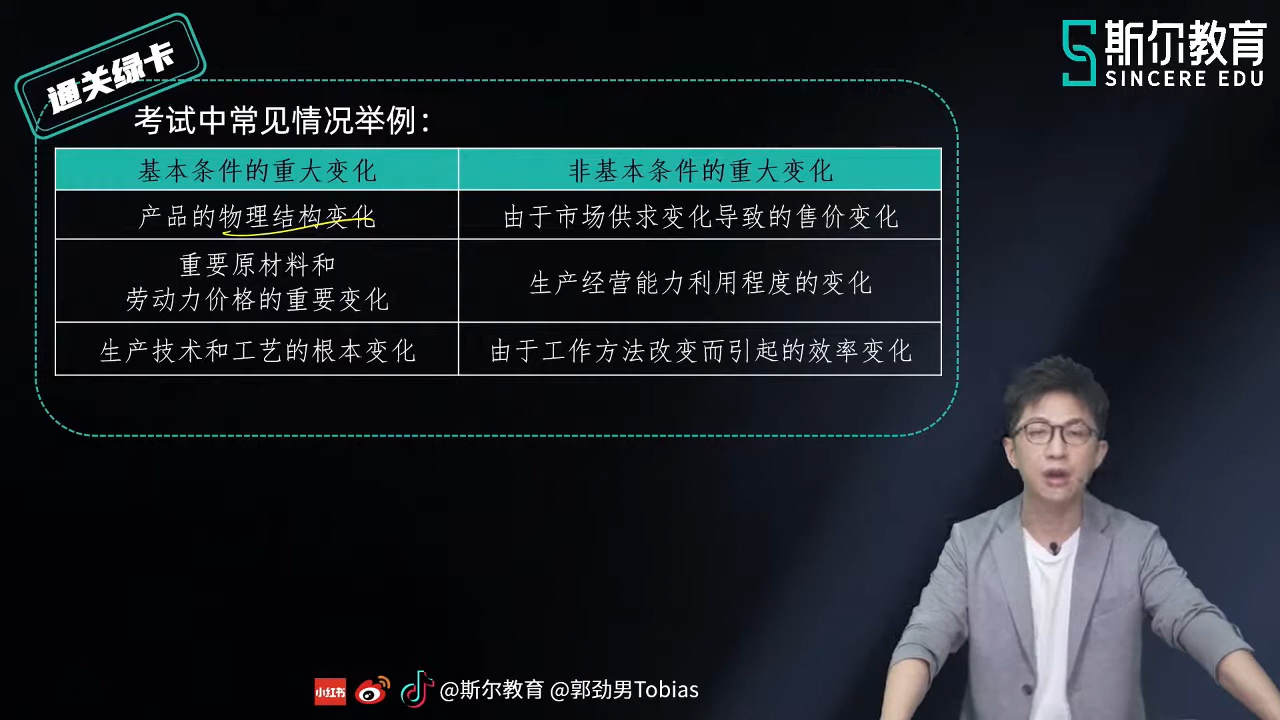 斯尔教育
SINCERE EDU
通关绿卡
考试中常见情况举例：
基本条件的重大变化
非基本条件的重大变化
产品的物理结构变化
由于市场供求变化导致的售价变化
重要原材料和
劳动力价格的重要变化
生产经营能力利用程度的变化
生产技术和工艺的根本变化
由于工作方法改变而引起的效率变化
小红书
@斯尔教育 @郭劲男Tobias